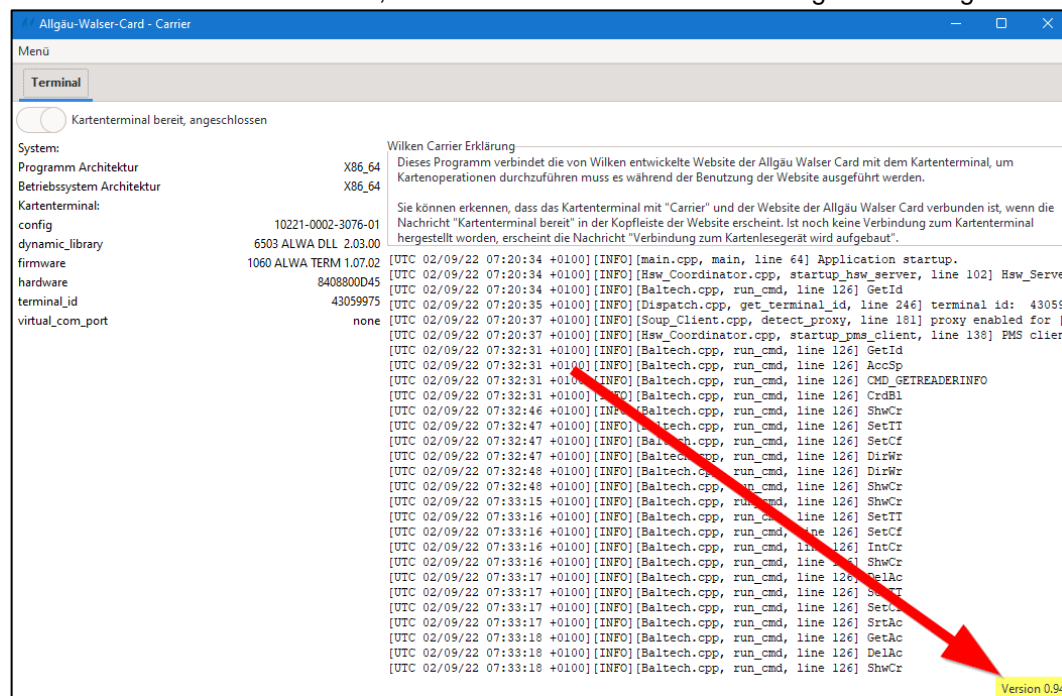 Allgäu-Walser-Card - Carrier
Menü
Terminal
Kartenterminal bereit, angeschlossen
System:
Programm Architektur X86_64
Betriebssystem Architektur X86_64
Kartenterminal:
config 10221-0002-3076-01
dynamic_library 6503 ALWA DLL 2.03.00
firmware 1060 ALWA TERM 1.07.02
hardware 8408800D45
terminal_id 43059975
virtual_com_port none
Wilken Carrier Erklärung
Dieses Programm verbindet die von Wilken entwickelte Website der Allgäu Walser Card mit dem Kartenterminal, um
Kartenoperationen durchzuführen muss es während der Benutzung der Website ausgeführt werden.
Sie können erkennen, dass das Kartenterminal mit "Carrier" und der Website der Allgäu Walser Card verbunden ist, wenn die
Nachricht "Kartenterminal bereit" in der Kopfleiste der Website erscheint. Ist noch keine Verbindung zum Kartenterminal
hergestellt worden, erscheint die Nachricht "Verbindung zum Kartenlesegerät wird aufgebaut".
[UTC 02/09/22 07:20:34 +0100][INFO][main.cpp, main, line 64] Application startup.
[UTC 02/09/22 07:20:34 +0100][INFO][Hsw_Coordinator.cpp, startup_hsw_server, line 102] Hsw_Serve
[UTC 02/09/22 07:20:34 +0100][INFO][Baltech.cpp, run_cmd, line 126] GetId
[UTC 02/09/22 07:20:35 +0100][INFO][Dispatch.cpp, get_terminal_id, line 246] terminal id: 43059
[UTC 02/09/22 07:20:37 +0100][INFO][Soup_Client.cpp, detect_proxy, line 181] proxy enabled for [
[UTC 02/09/22 07:20:37 +0100][INFO][Hsw_Coordinator.cpp, startup_pms_client, line 138] PMS clien
[UTC 02/09/22 07:32:31 +0100][INFO][Baltech.cpp, run_cmd, line 126] GetId
[UTC 02/09/22 07:32:31 +0100][INFO][Baltech.cpp, run_cmd, line 126] AccSp
[UTC 02/09/22 07:32:31 +0100][INFO][Baltech.cpp, run_cmd, line 126] CMD_GETREADERINFO
[UTC 02/09/22 07:32:31 +0100][INFO][Baltech.cpp, run_cmd, line 126] CrdBl
[UTC 02/09/22 07:32:46 +0100][INFO][Baltech.cpp, run_cmd, line 126] ShwCr
[UTC 02/09/22 07:32:47 +0100][INFO][Baltech.cpp, run_cmd, line 126] SetTT
[UTC 02/09/22 07:32:47 +0100][INFO][Baltech.cpp, run_cmd, line 126] SetCf
[UTC 02/09/22 07:32:47 +0100][INFO][Baltech.cpp, run_cmd, line 126] DirWr
[UTC 02/09/22 07:32:48 +0100][INFO][Baltech.cpp, run_cmd, line 126] DirWr
[UTC 02/09/22 07:32:48 +0100][INFO][Baltech.cpp, run_cmd, line 126] ShwCr
[UTC 02/09/22 07:33:15 +0100][INFO][Baltech.cpp, run_cmd, line 126] ShwCr
[UTC 02/09/22 07:33:16 +0100][INFO][Baltech.cpp, run_cmd, line 126] SetTT
[UTC 02/09/22 07:33:16 +0100][INFO][Baltech.cpp, run_cmd, line 126] SetCf
[UTC 02/09/22 07:33:16 +0100][INFO][Baltech.cpp, run_cmd, line 126] IntCr
[UTC 02/09/22 07:33:16 +0100][INFO][Baltech.cpp, run_cmd, line 126] ShwCr
[UTC 02/09/22 07:33:17 +0100][INFO][Baltech.cpp, run_cmd, line 126] DelAc
[UTC 02/09/22 07:33:17 +0100][INFO][Baltech.cpp, run_cmd, line 126] SetTT
[UTC 02/09/22 07:33:17 +0100][INFO][Baltech.cpp, run_cmd, line 126] SetCf
[UTC 02/09/22 07:33:17 +0100][INFO][Baltech.cpp, run_cmd, line 126] SrtAc
[UTC 02/09/22 07:33:18 +0100][INFO][Baltech.cpp, run_cmd, line 126] GetAc
[UTC 02/09/22 07:33:18 +0100][INFO][Baltech.cpp, run_cmd, line 126] DelAc
[UTC 02/09/22 07:33:18 +0100][INFO][Baltech.cpp, run_cmd, line 126] ShwCr
Version 0.94